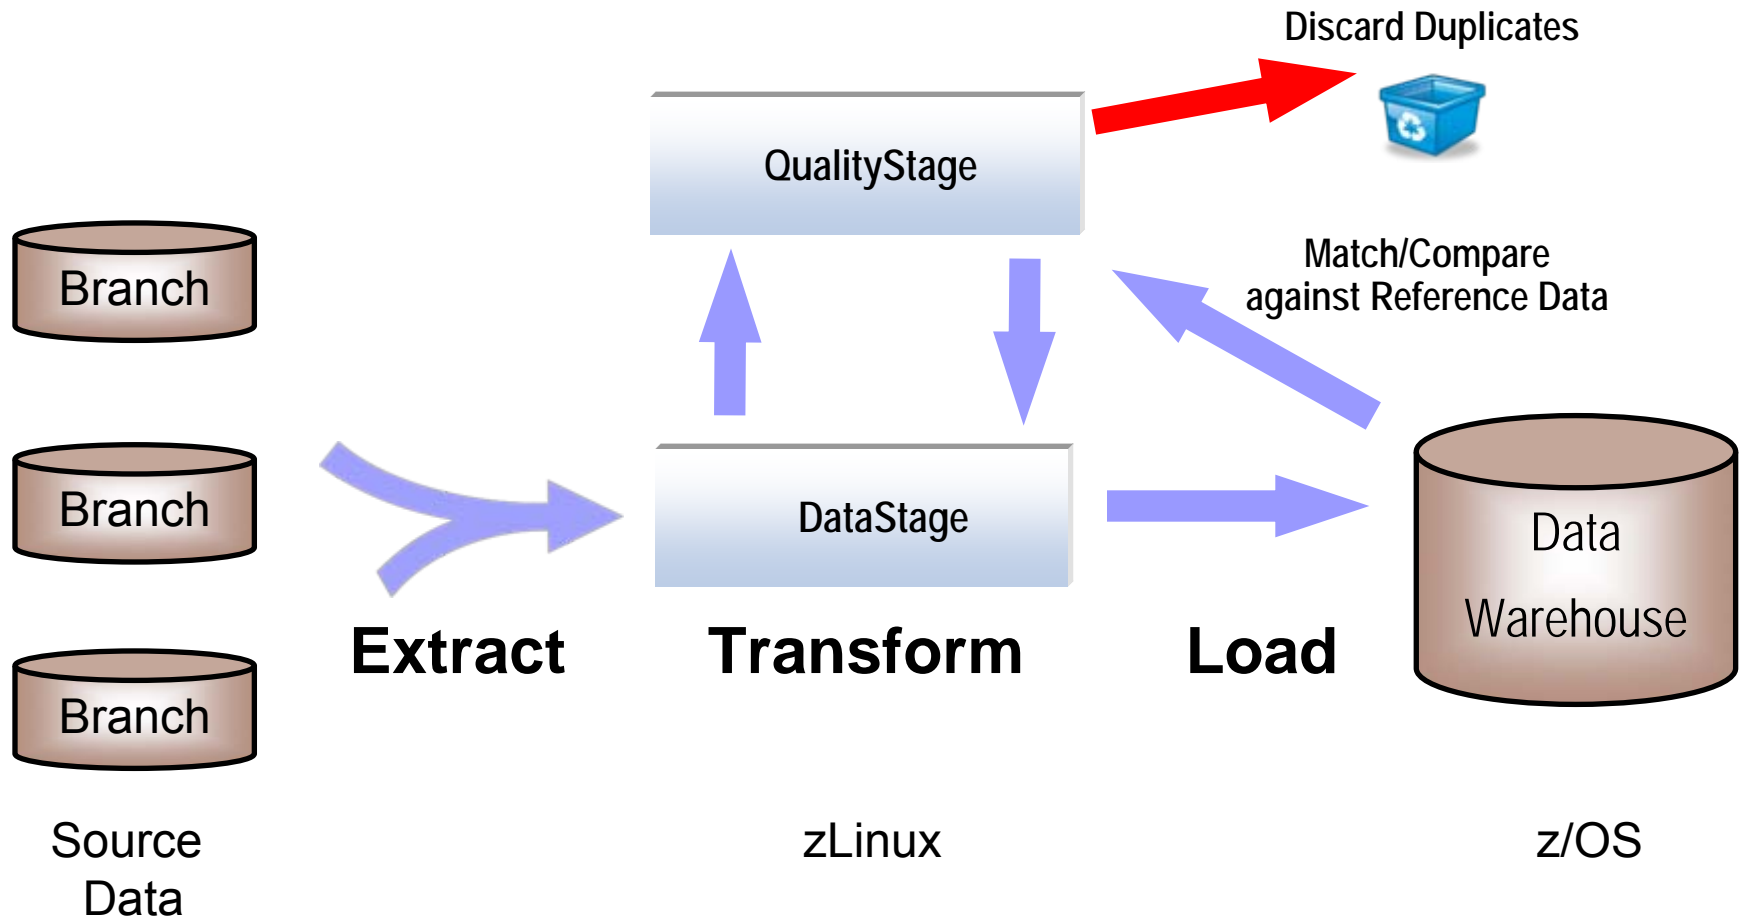 Discard Duplicates
QualityStage
Match/Compare
against Reference Data
Branch
Branch
Branch
DataStage
Data
Warehouse
Extract
Transform
Load
Source
Data
zLinux
z/OS